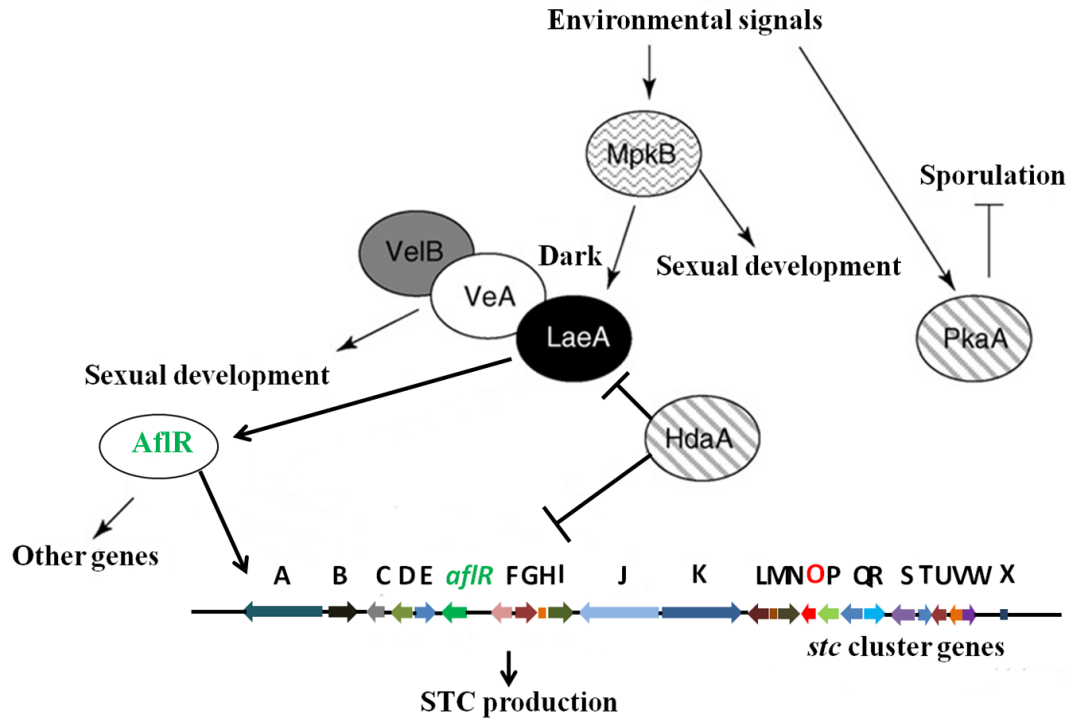 Environmental signals
MpkB
Sporulation
VelB
Dark
Sexual development
VeA
LaeA
PkaA
Sexual development
AflR
HdaA
Other genes
A B C D E aflR F G H I J K L M N O P Q R S T U V W X
stc cluster genes
STC production